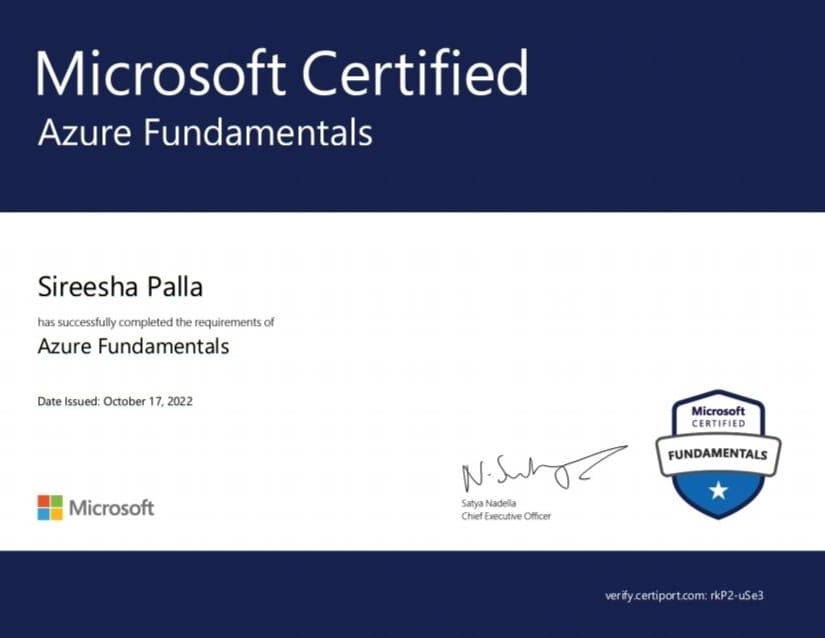 Microsoft Certified
Azure Fundamentals
Sireesha Palla
has successfully completed the requirements of
Azure Fundamentals
Date Issued: October 17, 2022
Microsoft
CERTIFIED
FUNDAMENTALS
N. Satya
Satya Nadella
Chief Executive Officer
Microsoft
verify.certiport.com: rkP2-uSe3